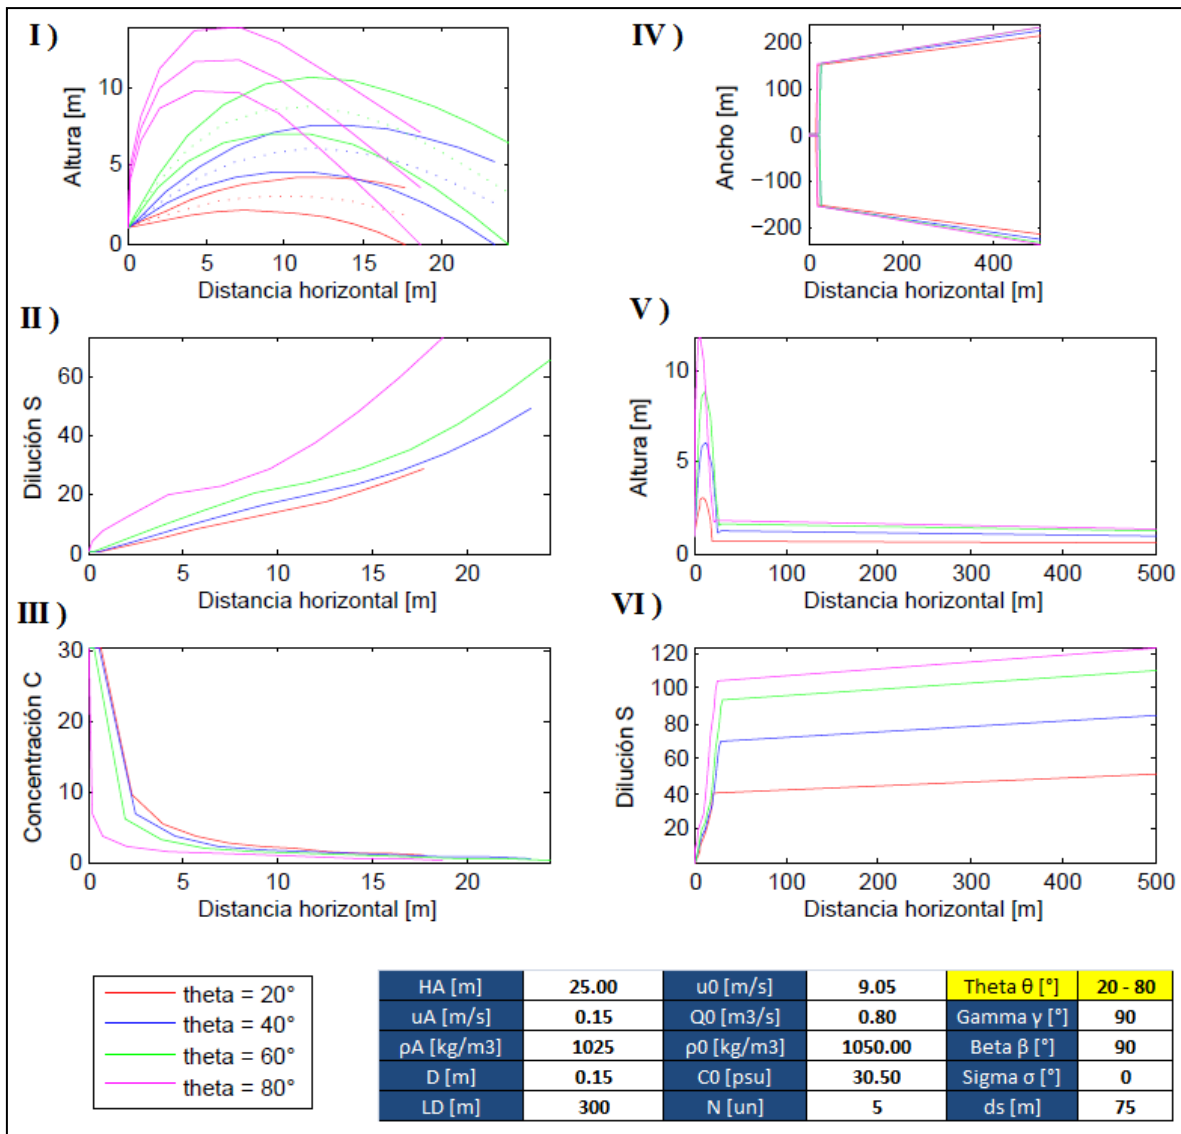 I )
Altura [m]
10
5
0
0 5 10 15 20
Distancia horizontal [m]
IV )
Ancho [m]
200
100
0
−100
−200
0 200 400
Distancia horizontal [m]
II )
Dilución S
60
40
20
0
0 5 10 15 20
Distancia horizontal [m]
V )
Altura [m]
10
5
0
0 100 200 300 400 500
Distancia horizontal [m]
III )
Concentración C
30
20
10
0
0 5 10 15 20
Distancia horizontal [m]
VI )
Dilución S
120
100
80
60
40
20
0 100 200 300 400 500
Distancia horizontal [m]
theta = 20°
theta = 40°
theta = 60°
theta = 80°
HA [m] 25.00 u0 [m/s] 9.05 Theta θ [°] 20 - 80
uA [m/s] 0.15 Q0 [m3/s] 0.80 Gamma γ [°] 90
ρA [kg/m3] 1025 ρ0 [kg/m3] 1050.00 Beta β [°] 90
D [m] 0.15 C0 [psu] 30.50 Sigma σ [°] 0
LD [m] 300 N [un] 5 ds [m] 75